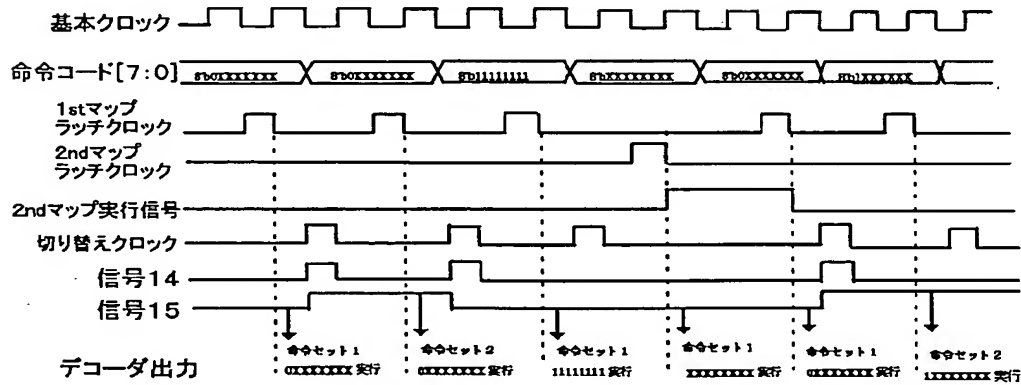 基本クロック
命令コード[7:0] 8'b0XXXXXXX 8'b0XXXXXXX 8'b11111111 8'bXXXXXXXX 8'b0XXXXXXX 8'b1XXXXXX
1stマップ
ラッチクロック
2ndマップ
ラッチクロック
2ndマップ実行信号
切り替えクロック
信号14
信号15
デコーダ出力
命令セット1 命令セット2 命令セット1 命令セット1 命令セット1 命令セット2
0XXXXXXX 実行 0XXXXXXX 実行 11111111 実行 XXXXXXXX 実行 0XXXXXXX 実行 1XXXXXXX 実行